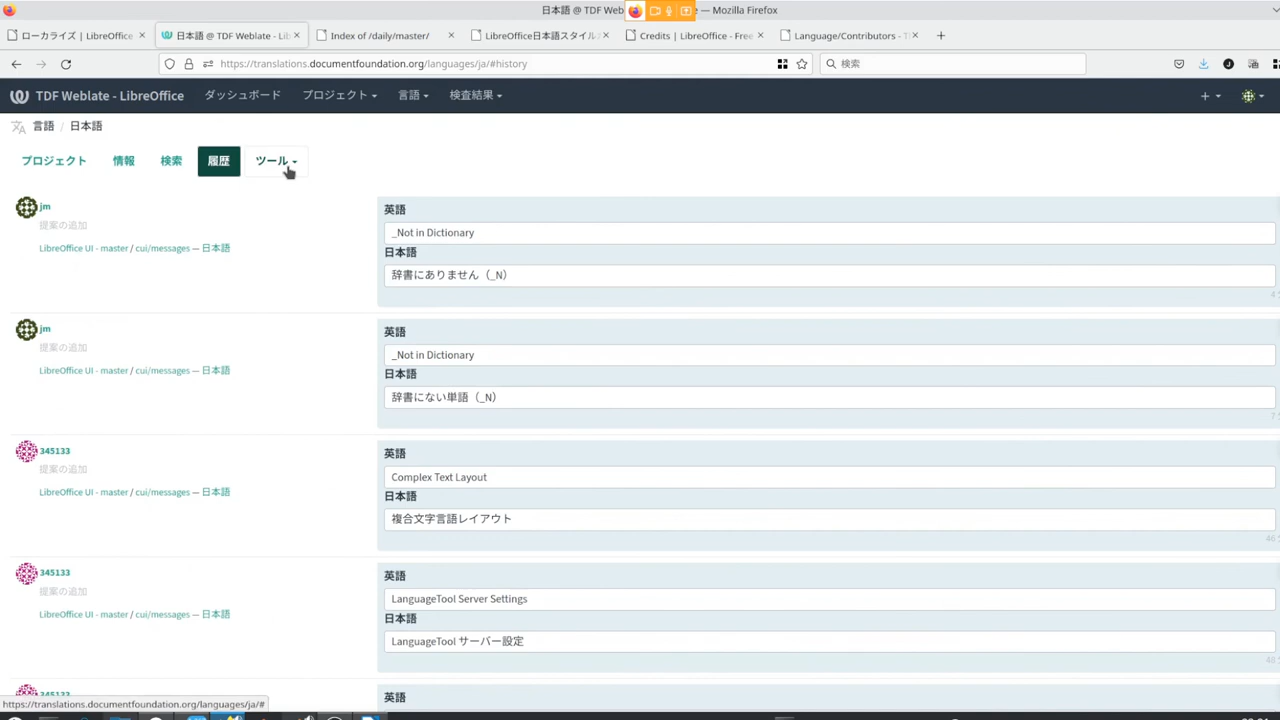 日本語 @ TDF Web
— Mozilla Firefox
ローカライズ | LibreOffice
日本語 @ TDF Weblate - Lib
Index of /daily/master/
LibreOffice日本語スタイル
Credits | LibreOffice - Free
Language/Contributors - T
https://translations.documentfoundation.org/languages/ja/#history
検索
TDF Weblate - LibreOffice
ダッシュボード
プロジェクト
言語
検査結果
言語 / 日本語
プロジェクト
情報
検索
履歴
ツール
jm
提案の追加
LibreOffice UI - master / cui/messages — 日本語
英語
_Not in Dictionary
日本語
辞書にありません（_N）
jm
提案の追加
LibreOffice UI - master / cui/messages — 日本語
英語
_Not in Dictionary
日本語
辞書にない単語（_N）
345133
提案の追加
LibreOffice UI - master / cui/messages — 日本語
英語
Complex Text Layout
日本語
複合文字言語レイアウト
46
345133
提案の追加
LibreOffice UI - master / cui/messages — 日本語
英語
LanguageTool Server Settings
日本語
LanguageTool サーバー設定
48
345133
英語
https://translations.documentfoundation.org/languages/ja/#